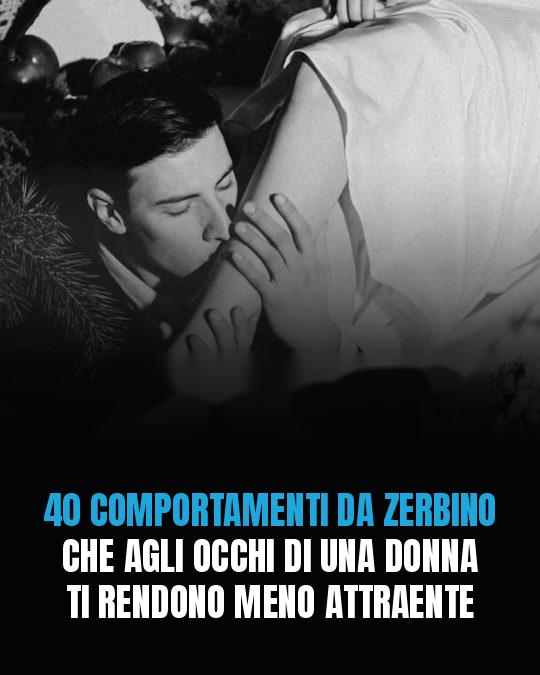 40 COMPORTAMENTI DA ZERBINO
CHE AGLI OCCHI DI UNA DONNA
TI RENDONO MENO ATTRAENTE